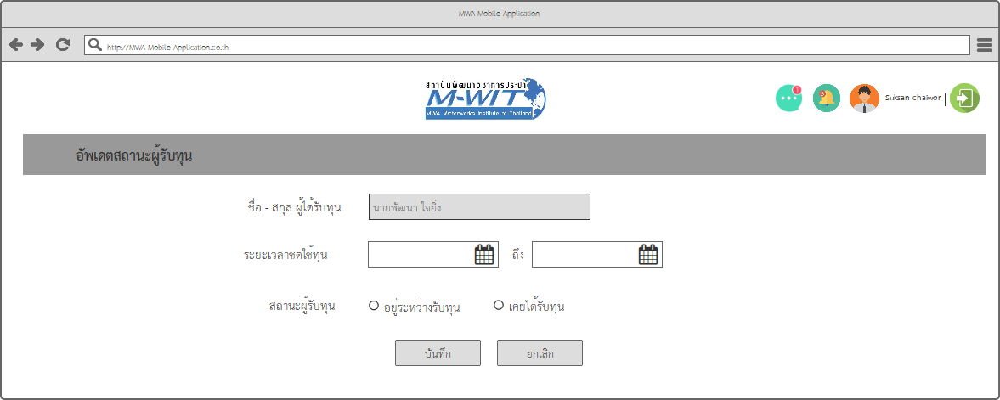 MWA Mobile Application
http://MWA Mobile Application.co.th
สถาบันพัฒนาวิชาการประปา
M-WIT
MWA Waterworks Institute of Thailand
1
5
Suksan chaiwor
อัพเดตสถานะผู้รับทุน
ชื่อ - สกุล ผู้ได้รับทุน
นายพัฒนา ใจยิ่ง
ระยะเวลาชดใช้ทุน
ถึง
สถานะผู้รับทุน
อยู่ระหว่างรับทุน
เคยได้รับทุน
บันทึก
ยกเลิก